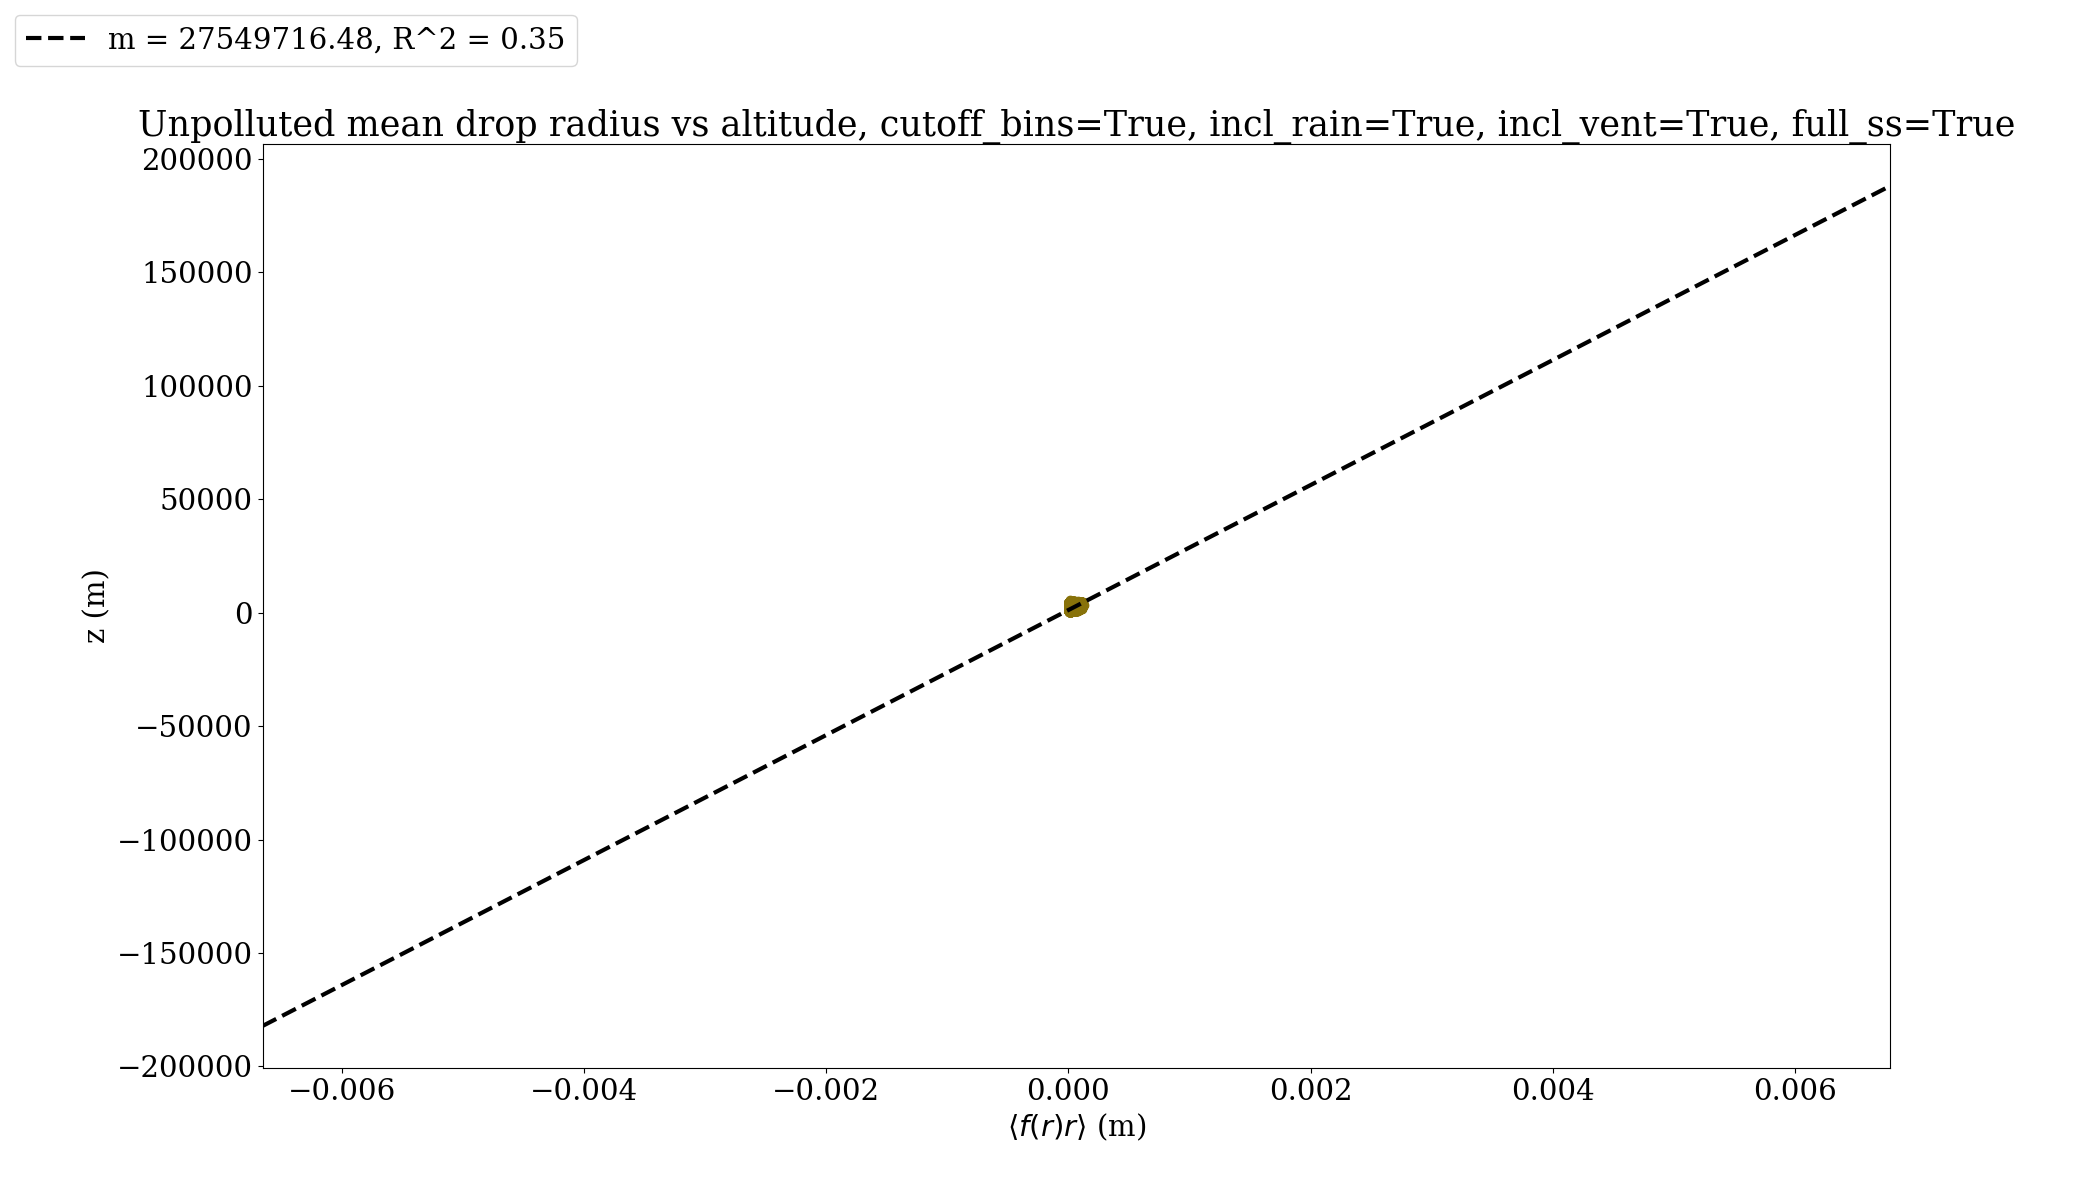 m = 27549716.48, R^2 = 0.35
Unpolluted mean drop radius vs altitude, cutoff_bins=True, incl_rain=True, incl_vent=True, full_ss=True
200000
150000
100000
50000
0
−50000
−100000
−150000
−200000
z (m)
−0.006 −0.004 −0.002 0.000 0.002 0.004 0.006
⟨f(r)r⟩ (m)